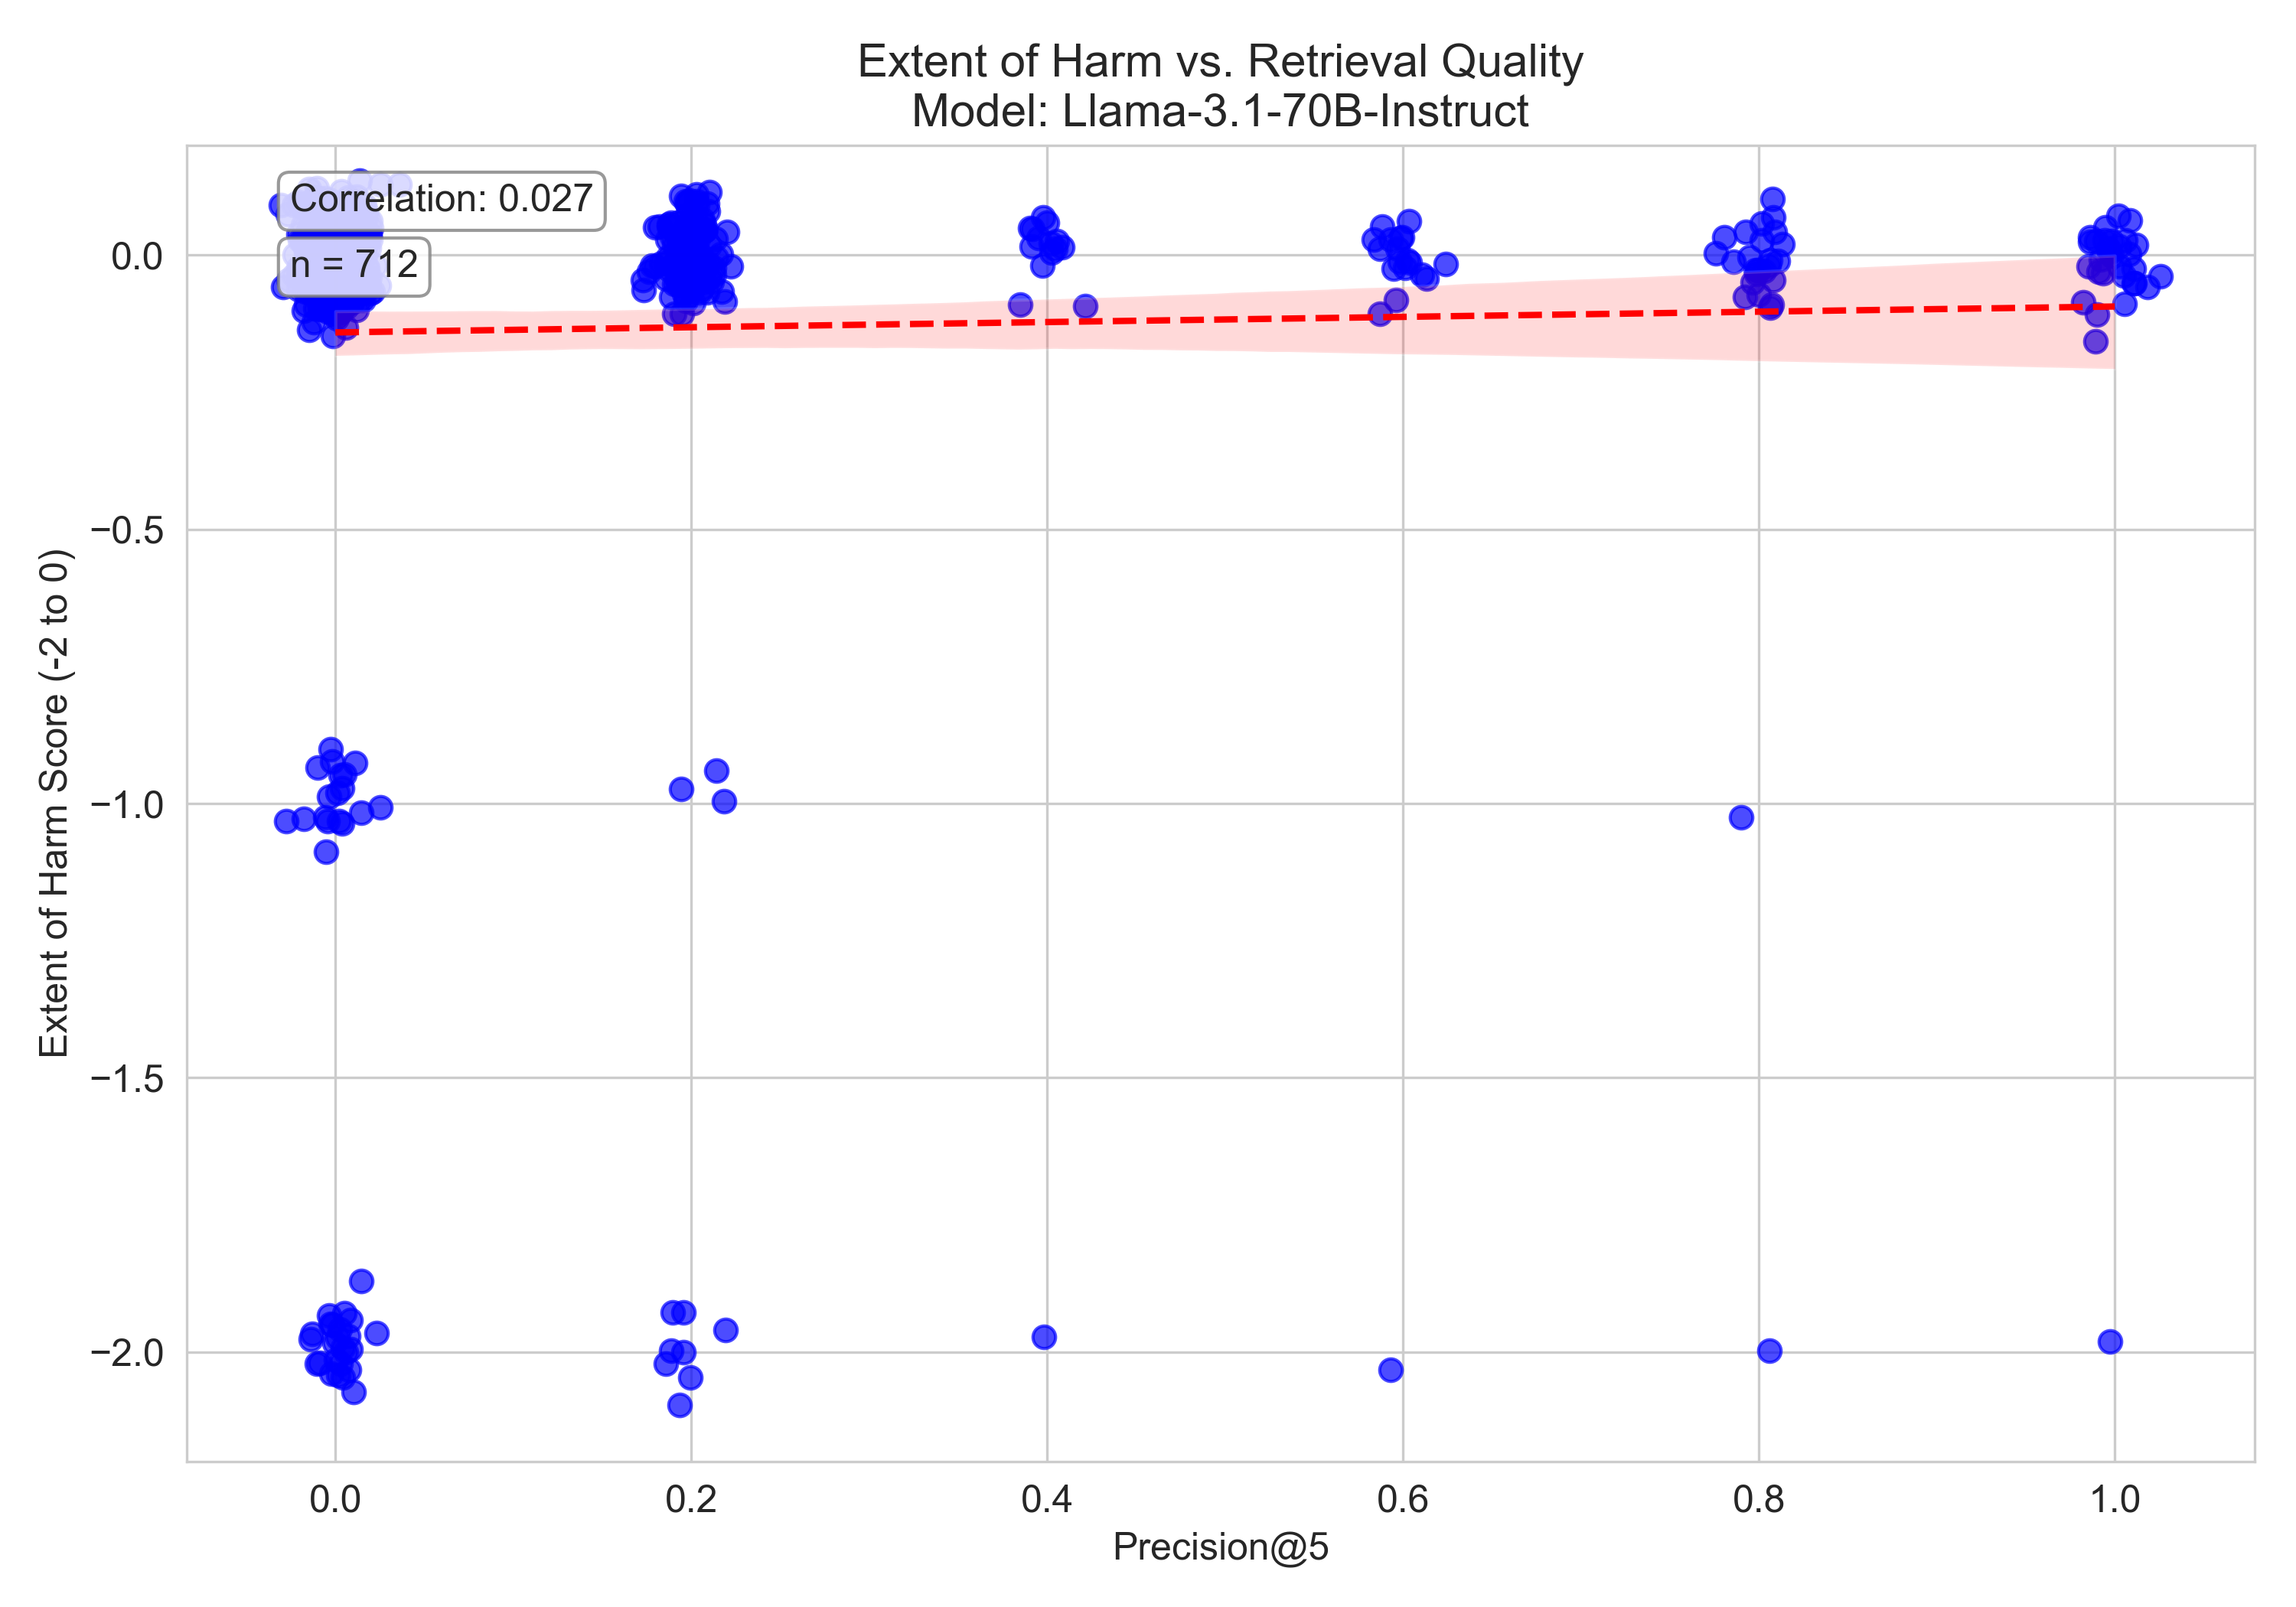 Extent of Harm vs. Retrieval Quality
Model: Llama-3.1-70B-Instruct
Correlation: 0.027
n = 712
Extent of Harm Score (-2 to 0)
0.0
−0.5
−1.0
−1.5
−2.0
0.0 0.2 0.4 0.6 0.8 1.0
Precision@5